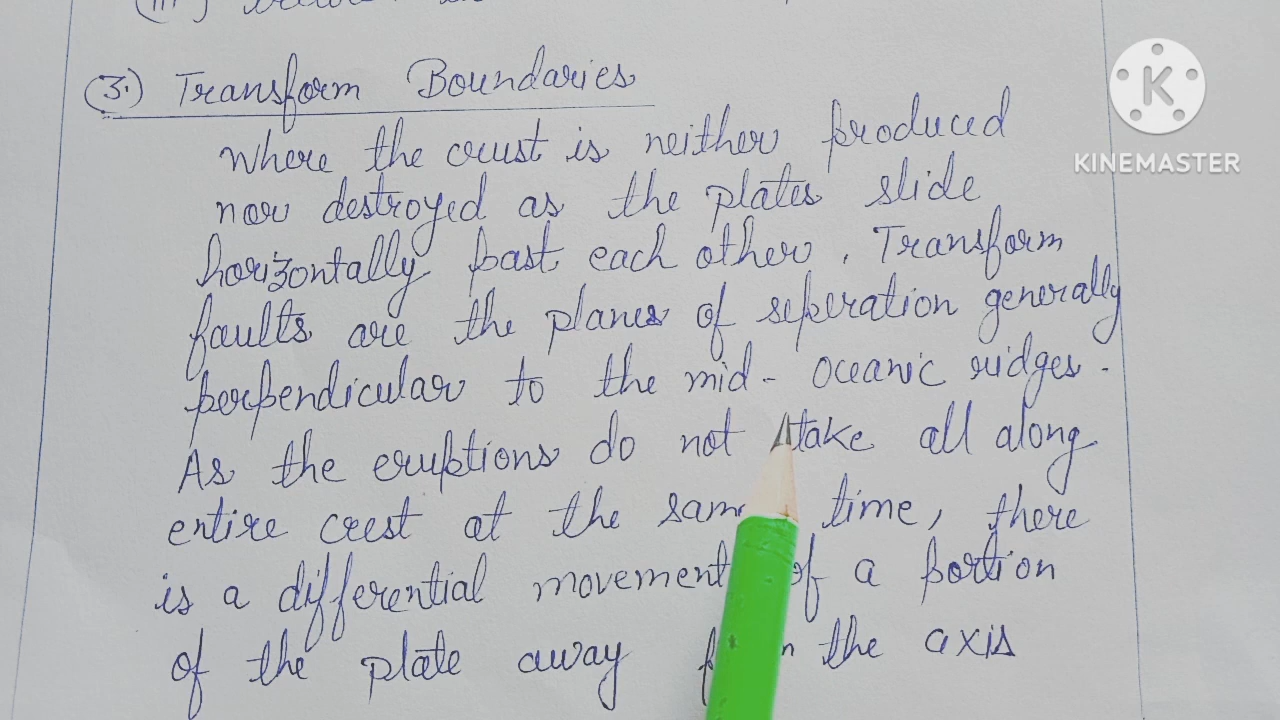 (3.) Transform Boundaries
Where the crust is neither produced
nor destroyed as the plates slide
horizontally past each other. Transform
faults are the planes of seperation generally
perpendicular to the mid-oceanic ridges.
As the eruptions do not take all along
entire crest at the same time, there
is a differential movement of a portion
of the plate away from the axis
K
KINEMASTER